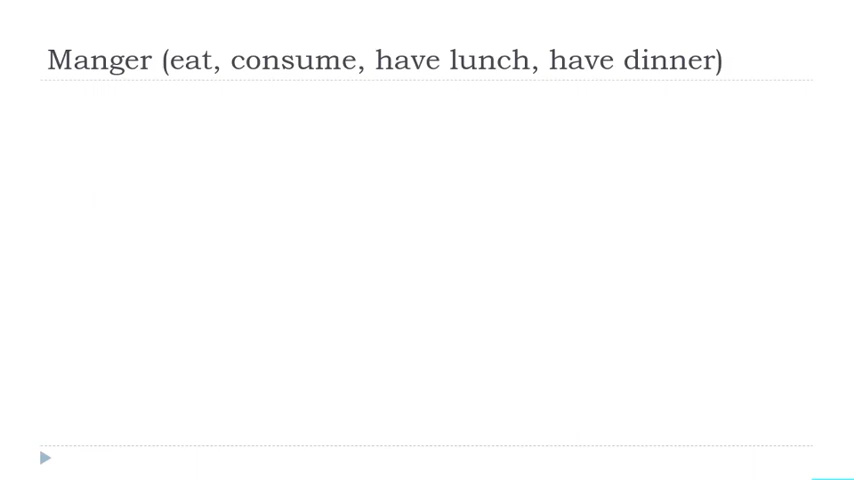 Manger (eat, consume, have lunch, have dinner)